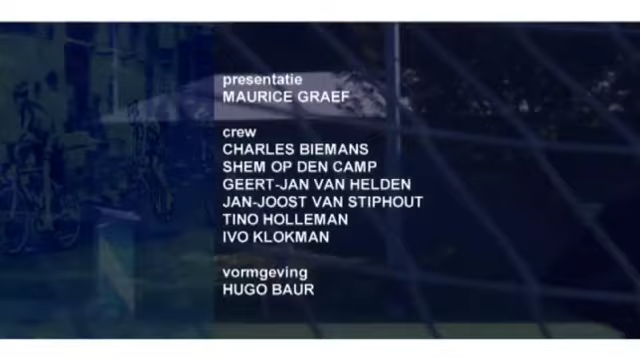 presentatie
MAURICE GRAEF
crew
CHARLES BIEMANS
SHEM OP DEN CAMP
GEERT-JAN VAN HELDEN
JAN-JOOST VAN STIPHOUT
TINO HOLLEMAN
IVO KLOKMAN
vormgeving
HUGO BAUR